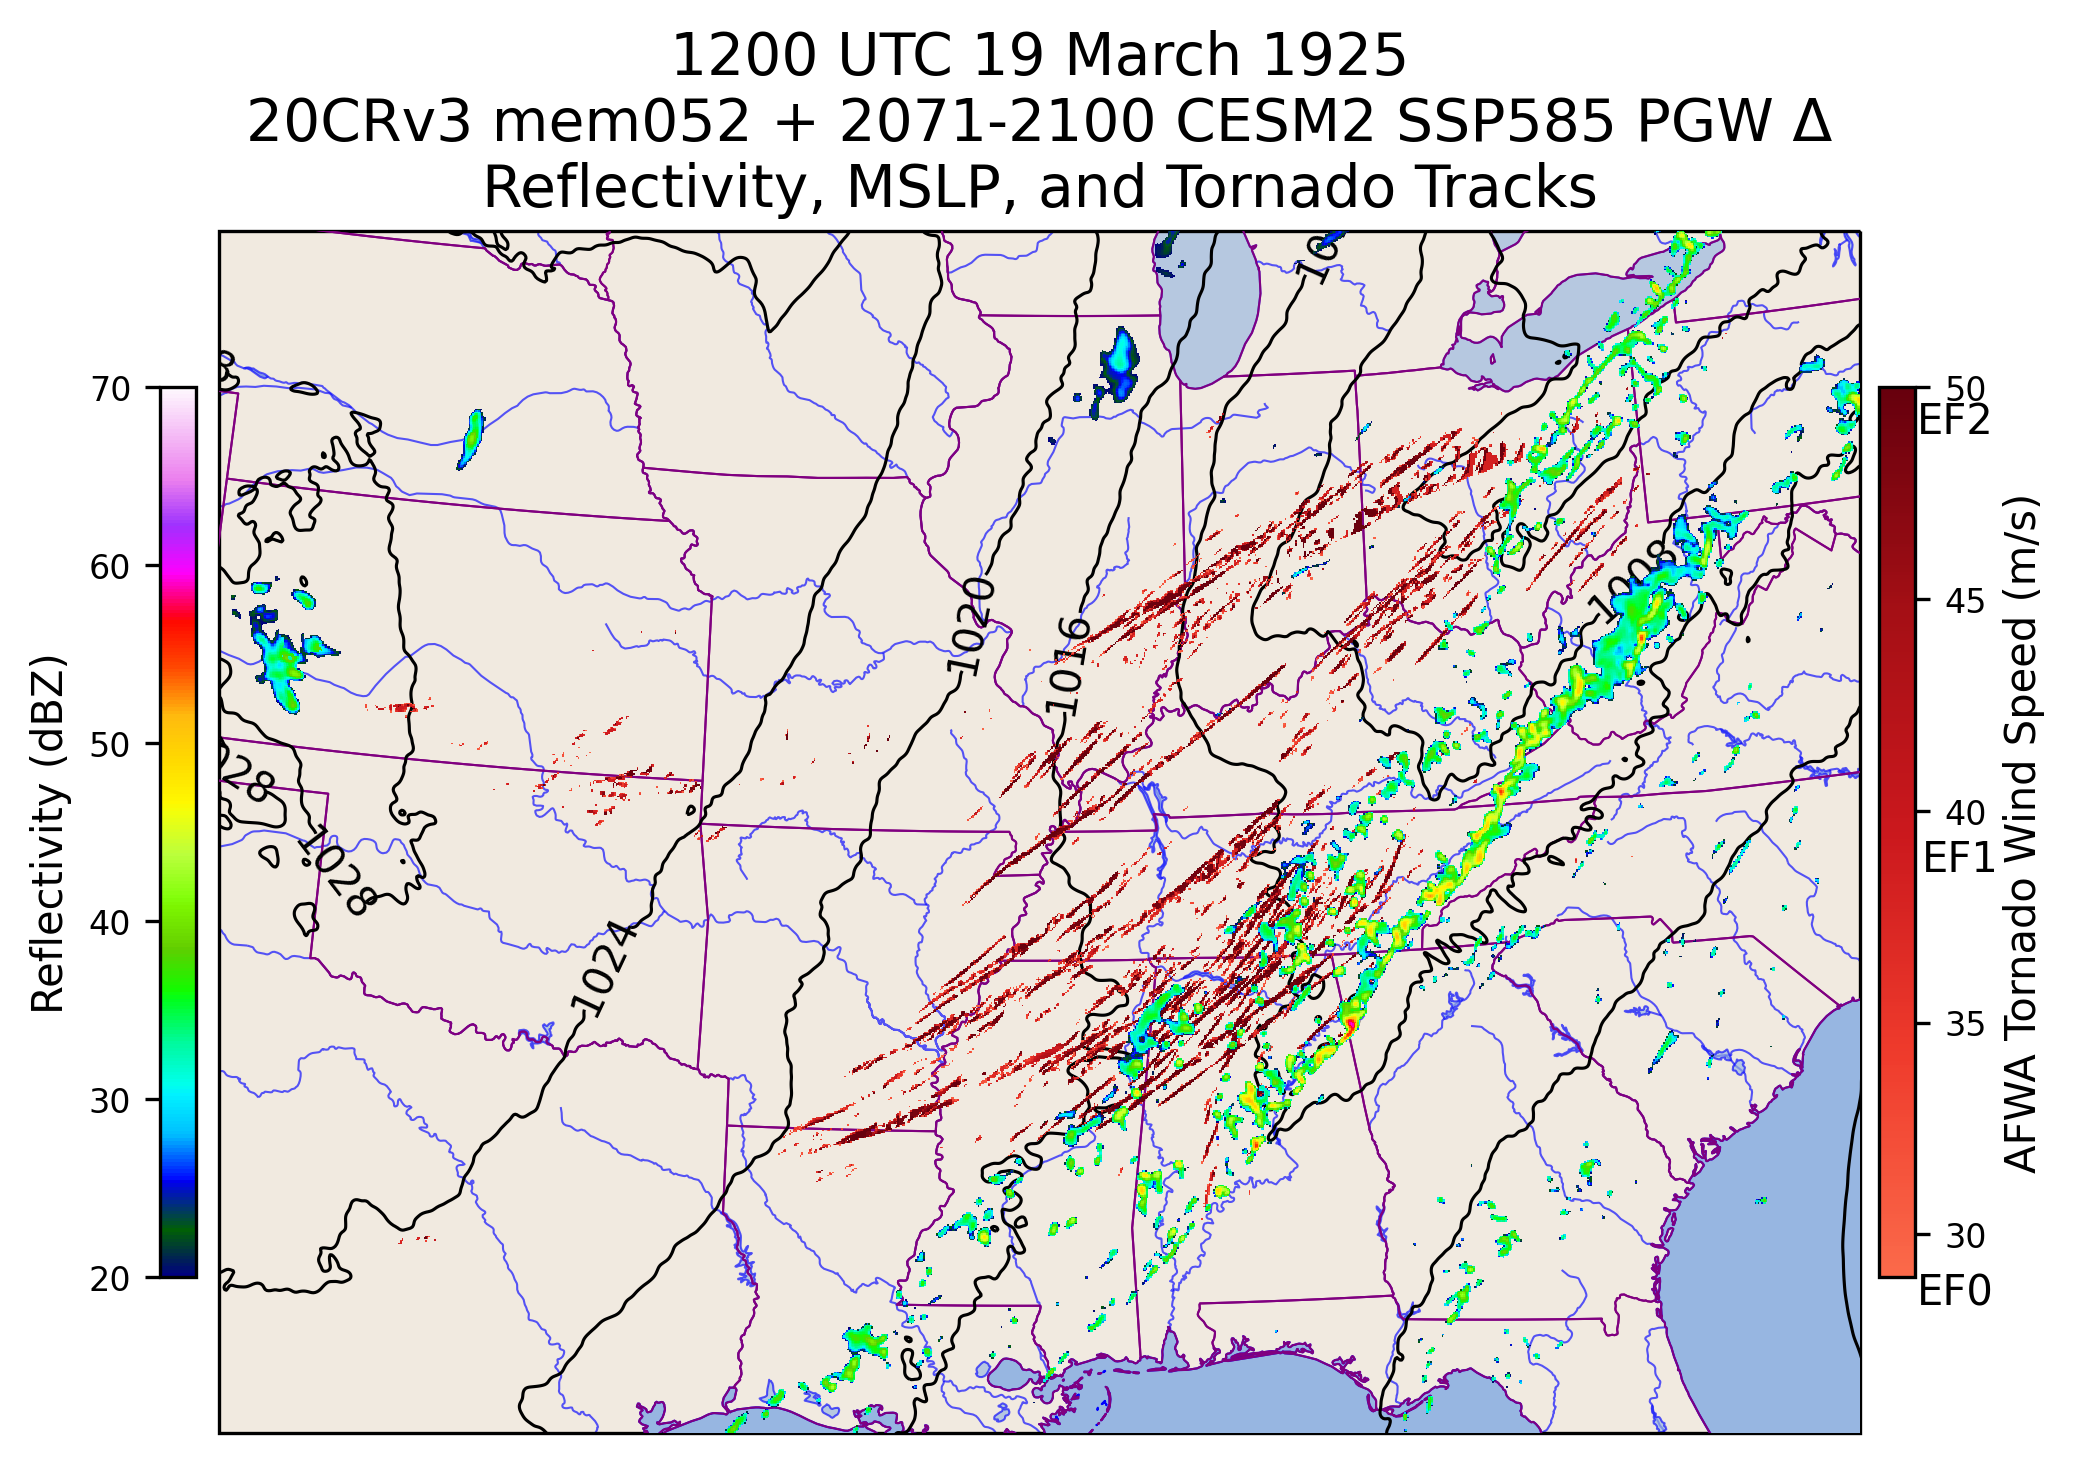 1200 UTC 19 March 1925
20CRv3 mem052 + 2071-2100 CESM2 SSP585 PGW Δ
Reflectivity, MSLP, and Tornado Tracks
Reflectivity (dBZ)
70
60
50
40
30
20
1008
1020
1016
1028
1024
50
EF2
45
40
EF1
35
30
EF0
AFWA Tornado Wind Speed (m/s)